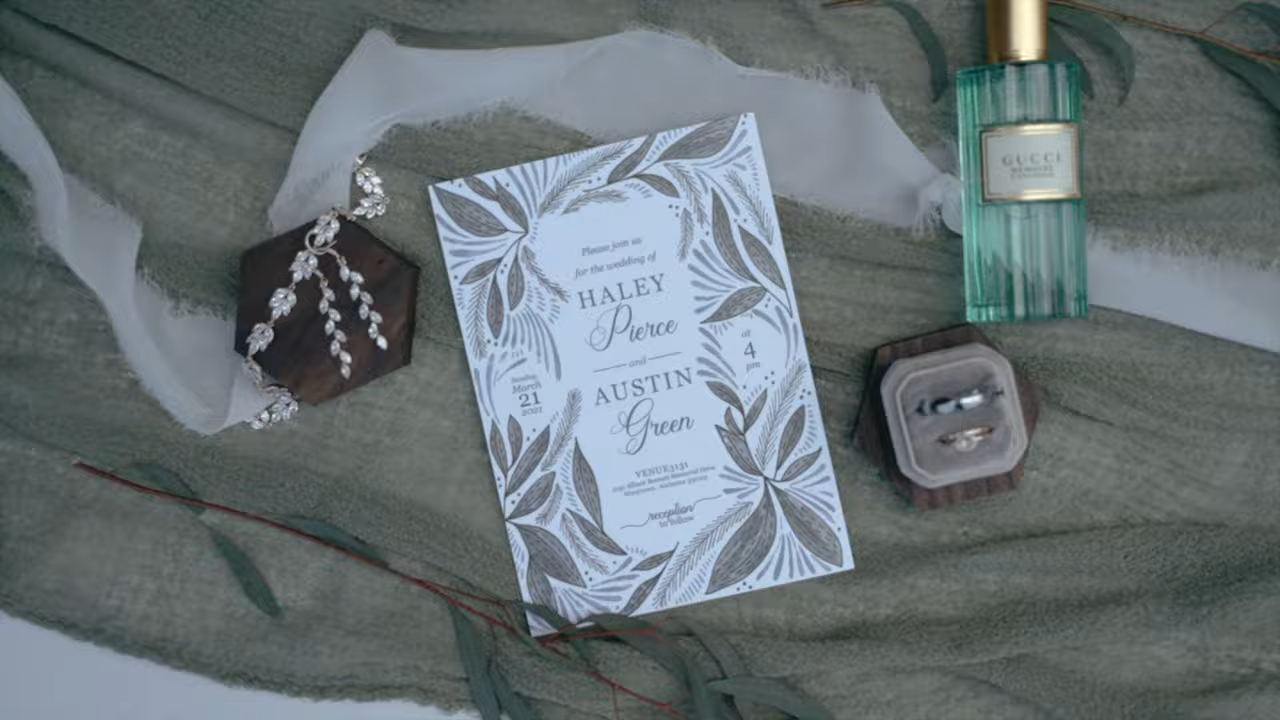 Please join us
for the wedding of
HALEY
Pierce
and
AUSTIN
Green
Sunday,
March
21
2021
at
4
pm
VENUE3131
reception
to follow
GUCCI